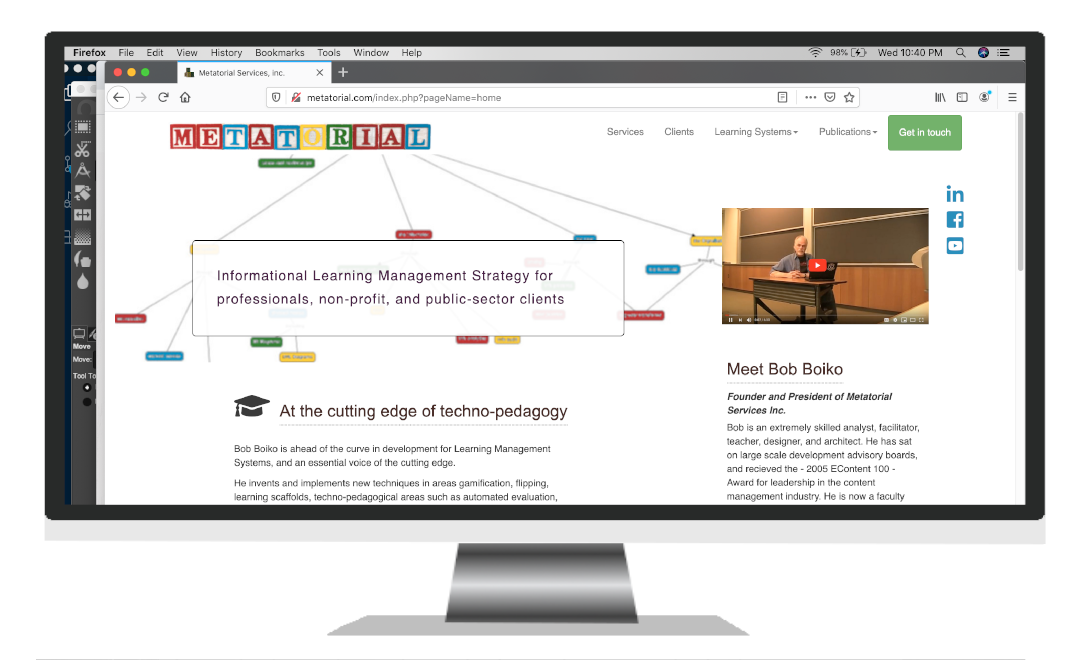 Firefox File Edit View History Bookmarks Tools Window Help
98% Wed 10:40 PM
Metatorial Services, inc.
metatorial.com/index.php?pageName=home
METATORIAL
Services Clients Learning Systems Publications Get in touch
in
Informational Learning Management Strategy for
professionals, non-profit, and public-sector clients
Move
Move:
Tool To
At the cutting edge of techno-pedagogy
Bob Boiko is ahead of the curve in development for Learning Management
Systems, and an essential voice of the cutting edge.
He invents and implements new techniques in areas gamification, flipping,
learning scaffolds, techno-pedagogical areas such as automated evaluation,
Meet Bob Boiko
Founder and President of Metatorial
Services Inc.
Bob is an extremely skilled analyst, facilitator,
teacher, designer, and architect. He has sat
on large scale development advisory boards,
and recieved the - 2005 EContent 100 -
Award for leadership in the content
management industry. He is now a faculty